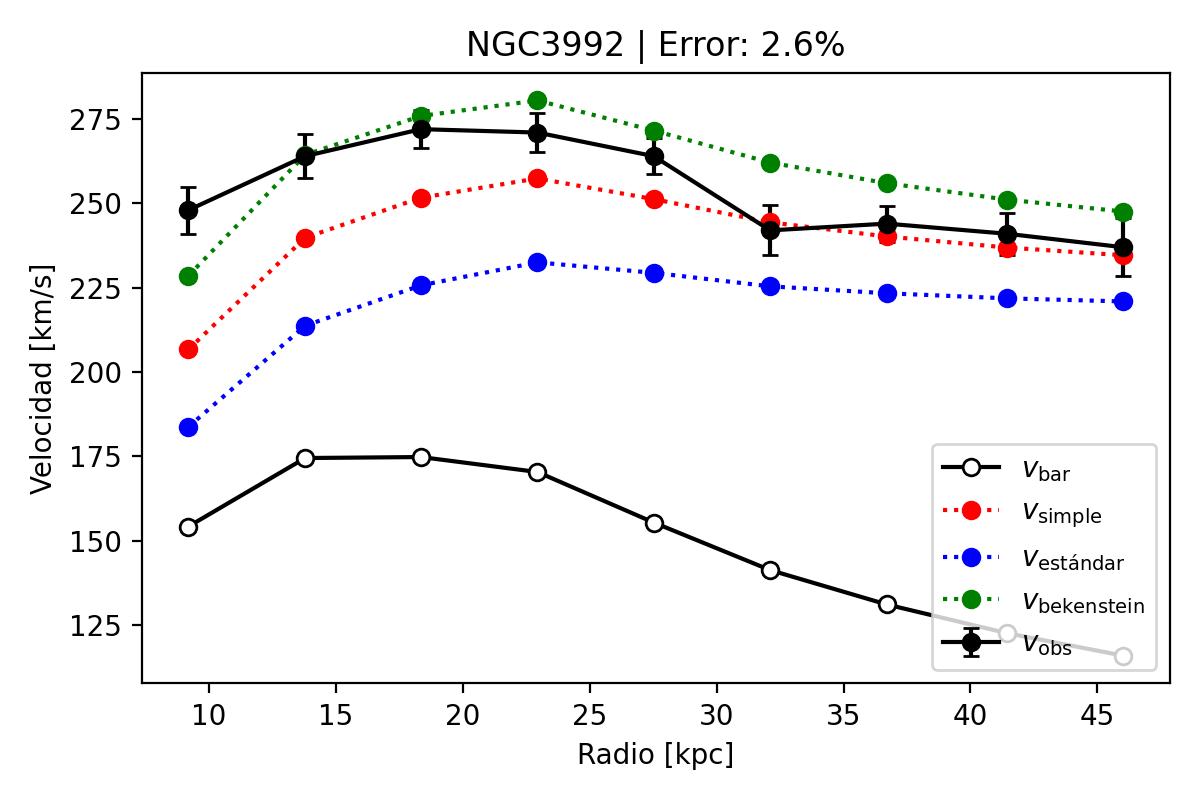 NGC3992 | Error: 2.6%
Velocidad [km/s]
275
250
225
200
175
150
125
v_bar
v_simple
v_estándar
v_bekenstein
v_obs
10 15 20 25 30 35 40 45
Radio [kpc]